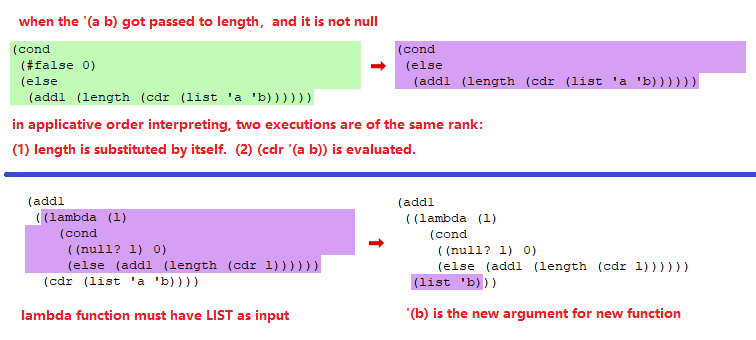 when the '(a b) got passed to length, and it is not null
(cond
(#false 0)
(else
(add1 (length (cdr (list 'a 'b))))))
(cond
(else
(add1 (length (cdr (list 'a 'b))))))
in applicative order interpreting, two executions are of the same rank:
(1) length is substituted by itself. (2) (cdr '(a b)) is evaluated.
(add1
((lambda (l)
(cond
((null? l) 0)
(else (add1 (length (cdr l))))))
(cdr (list 'a 'b))))
(add1
((lambda (l)
(cond
((null? l) 0)
(else (add1 (length (cdr l))))))
(list 'b)))
lambda function must have LIST as input
'(b) is the new argument for new function